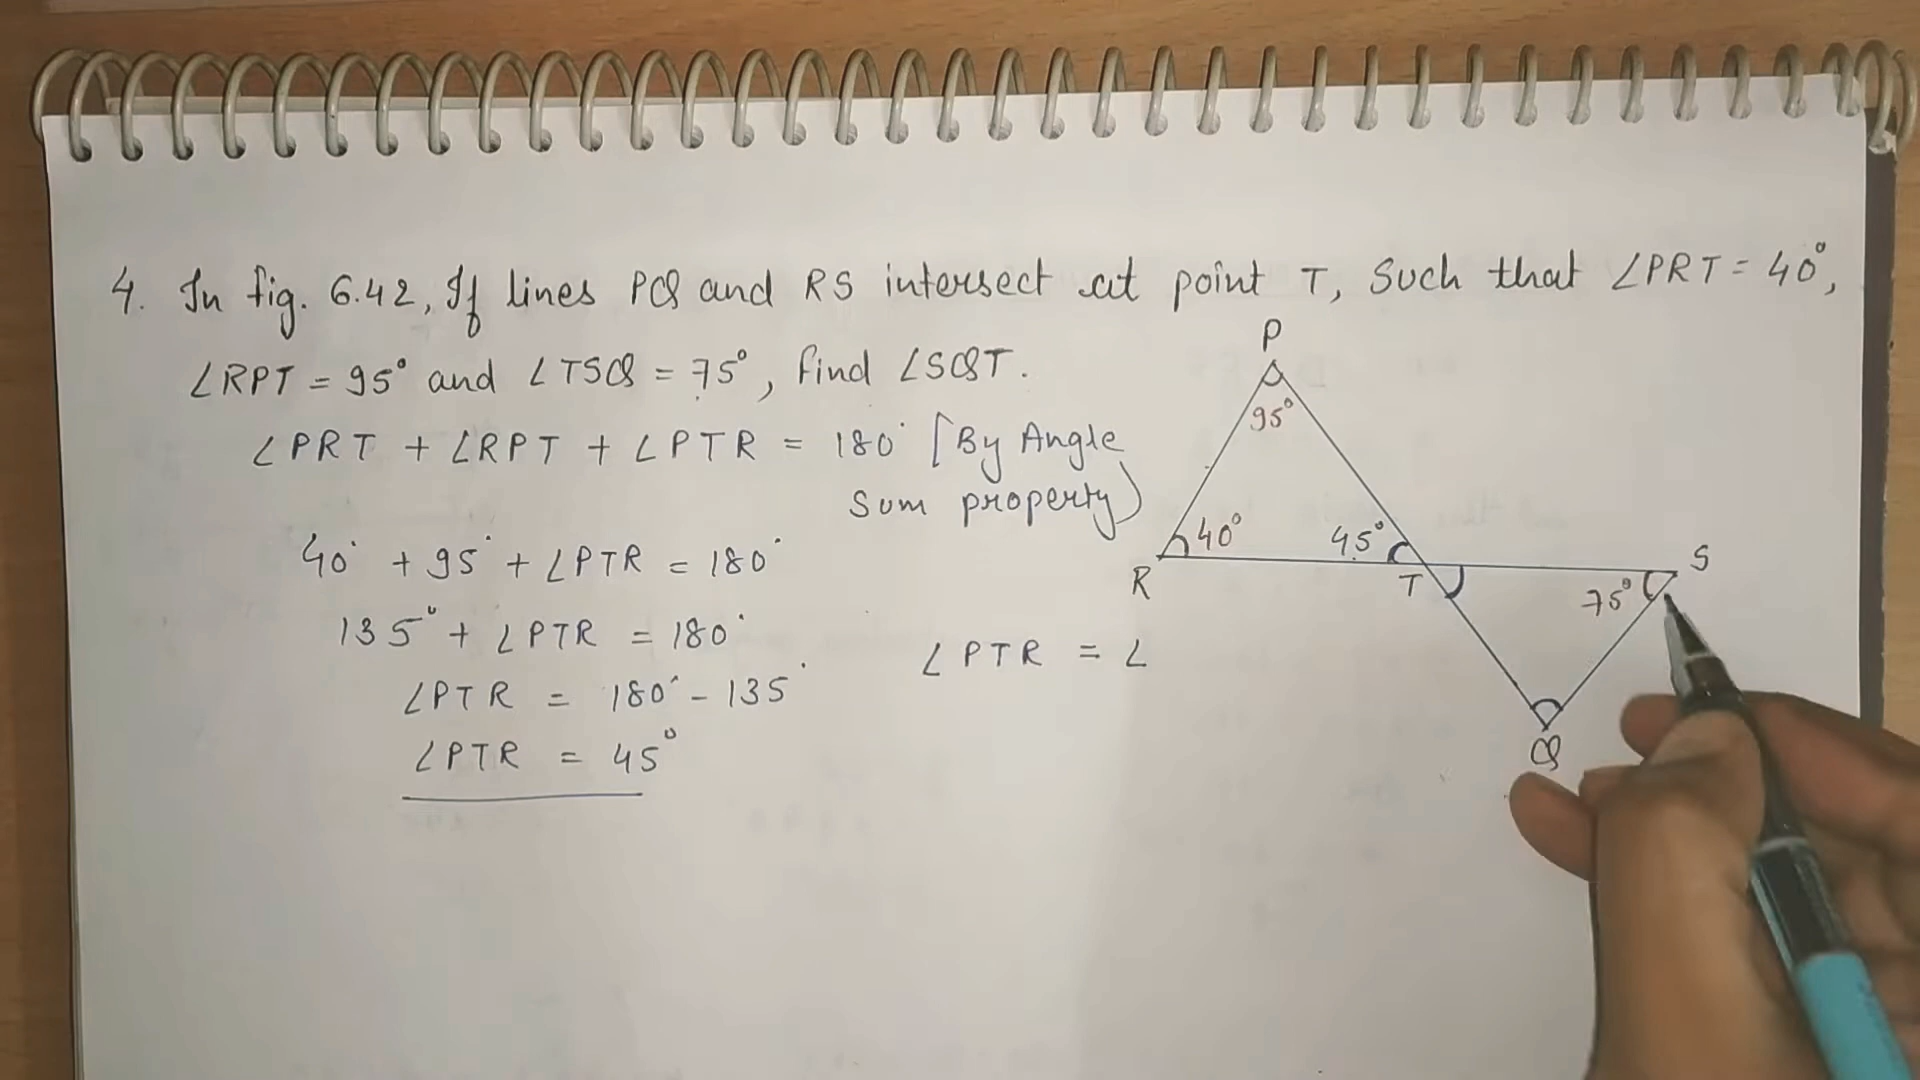 4. In fig. 6.42, If lines PQ and RS intersect at point T, Such that ∠PRT = 40°,
∠RPT = 95° and ∠TSQ = 75°, find ∠SQT.
∠PRT + ∠RPT + ∠PTR = 180° [By Angle
Sum property)
40° + 95° + ∠PTR = 180°
135° + ∠PTR = 180°
∠PTR = 180° - 135°
∠PTR = 45°
∠PTR = ∠
P
95°
40°
45°
R
T
75°
S
Q